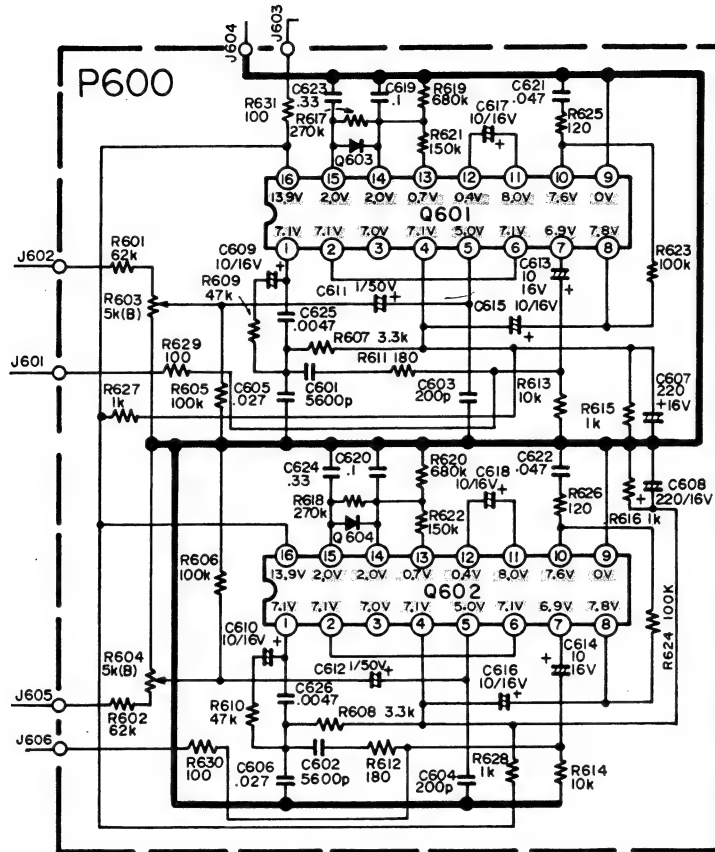 J604
J603
P600
R631
100
C623
.33
R617
270k
Q603
C619
.1
R619
680k
R621
150k
C617
10/16V
+
C621
.047
R625
120
16 15 14 13 12 11 10 9
13.9V 2.0V 2.0V 0.7V 0.4V 8.0V 7.6V 0V
Q601
7.1V 7.1V 7.0V 7.1V 5.0V 7.1V 6.9V 7.8V
1 2 3 4 5 6 7 8
J602
R601
62k
R603
5k(B)
C609
10/16V
+
R609
47k
C611
1/50V
+
C613
10
16V
+
R623
100k
C625
.0047
C615
10/16V
+
R607 3.3k
J601
R629
100
R611 180
R627
1k
R605
100k
C605
.027
C601
5600p
C603
200p
R613
10k
R615
1k
C607
220
+16V
C624
.33
C620
.1
R620
680k
C618
10/16V
+
C622
.047
R618
270k
R622
150k
R626
120
Q604
+
C608
220/16V
R616 1k
R606
100k
16 15 14 13 12 11 10 9
13.9V 2.0V 2.0V 0.7V 0.4V 8.0V 7.6V 0V
Q602
7.1V 7.1V 7.0V 7.1V 5.0V 7.1V 6.9V 7.8V
1 2 3 4 5 6 7 8
R624 100K
C610
10/16V
+
R604
5k(B)
C612
1/50V
+
C616
10/16V
+
C614
10
16V
+
C626
.0047
J605
R602
62k
R610
47k
R608 3.3k
J606
R630
100
C606
.027
C602
5600p
R612
180
C604
200p
R628
1k
R614
10k